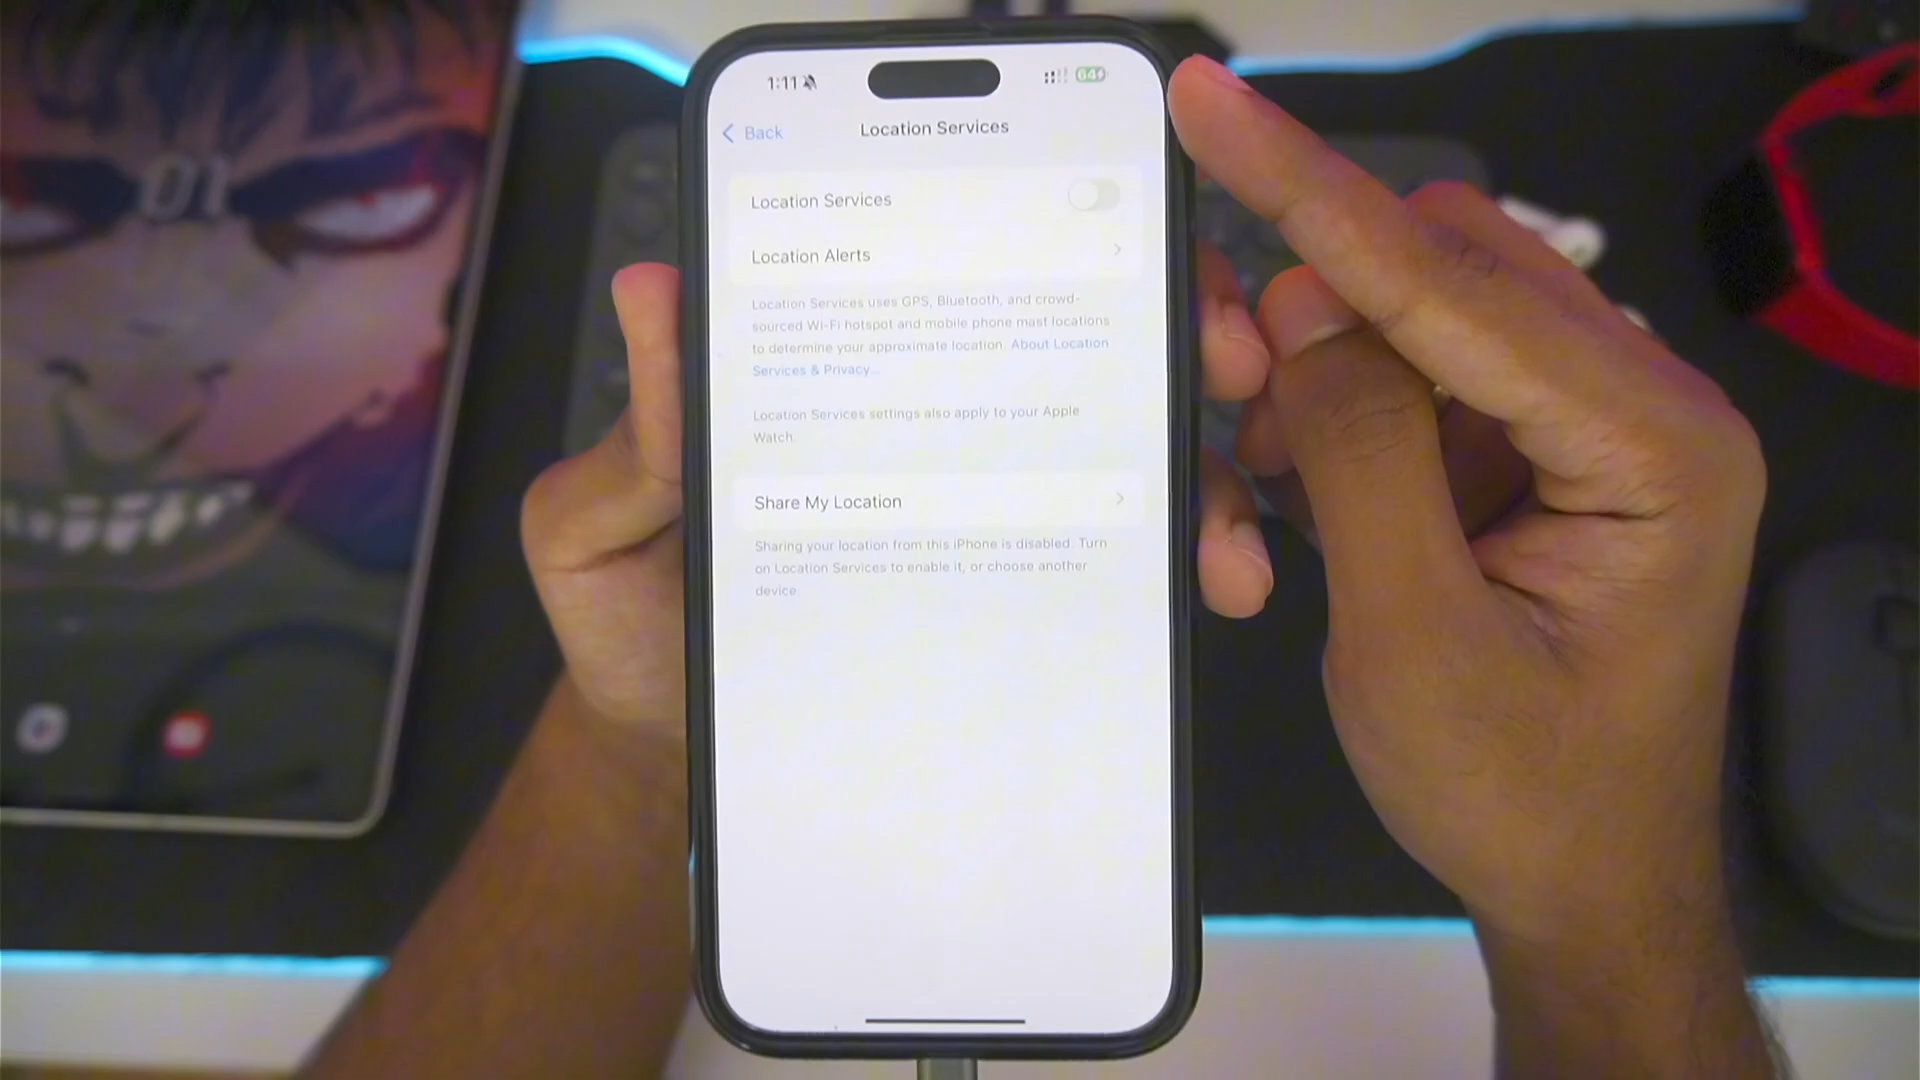 1:11
64
Back
Location Services
Location Services
Location Alerts
Location Services uses GPS, Bluetooth, and crowd-
sourced Wi-Fi hotspot and mobile phone mast locations
to determine your approximate location. About Location
Services & Privacy...
Location Services settings also apply to your Apple
Watch.
Share My Location
Sharing your location from this iPhone is disabled. Turn
on Location Services to enable it, or choose another
device.
01